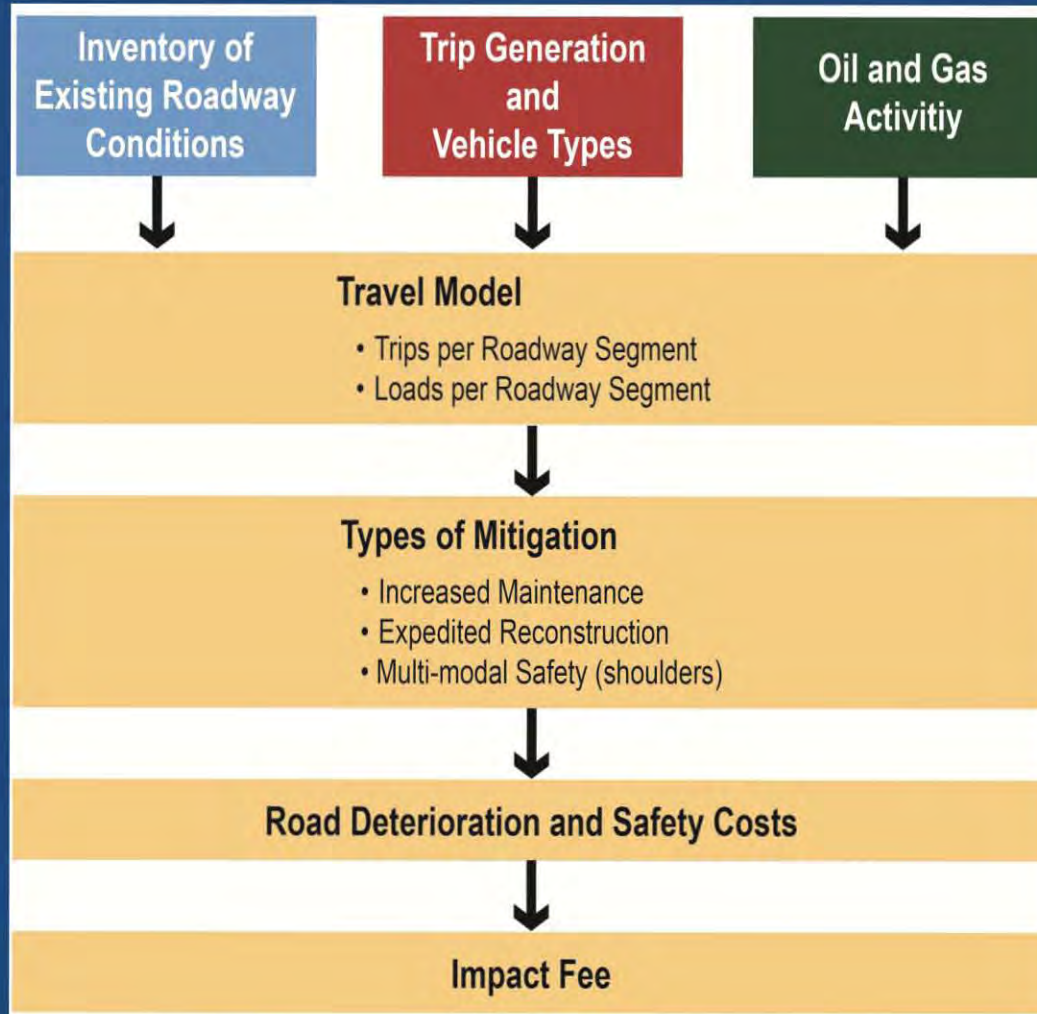 Inventory of
Existing Roadway
Conditions
Trip Generation
and
Vehicle Types
Oil and Gas
Activitiy
Travel Model
• Trips per Roadway Segment
• Loads per Roadway Segment
Types of Mitigation
• Increased Maintenance
• Expedited Reconstruction
• Multi-modal Safety (shoulders)
Road Deterioration and Safety Costs
Impact Fee